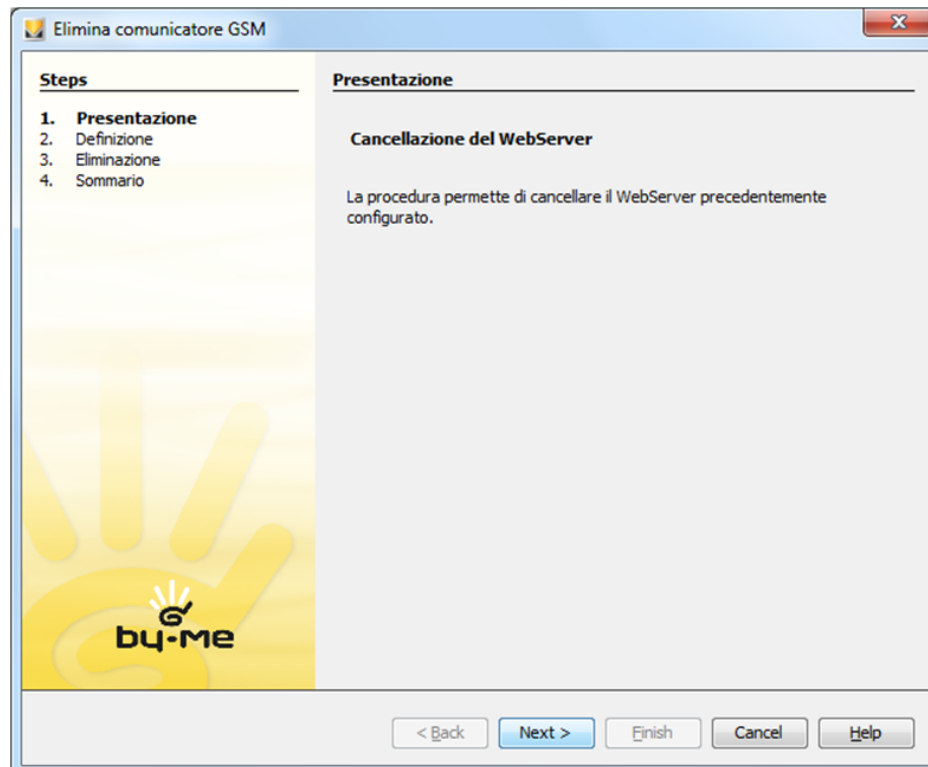 Elimina comunicatore GSM
Steps
1. Presentazione
2. Definizione
3. Eliminazione
4. Sommario
by-me
Presentazione
Cancellazione del WebServer
La procedura permette di cancellare il WebServer precedentemente
configurato.
< Back
Next >
Finish
Cancel
Help